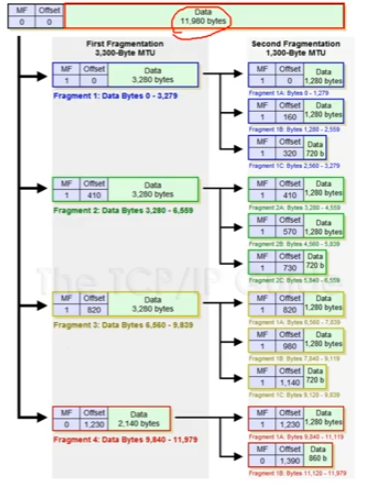 MF Offset Data
0 0 11,980 bytes
First Fragmentation Second Fragmentation
3,300-Byte MTU 1,300-Byte MTU
MF Offset Data MF Offset Data
1 0 3,280 bytes 1 0 1,280 bytes
Fragment 1: Data Bytes 0 - 3,279 Fragment 1A: Bytes 0 - 1,279
MF Offset Data
1 160 1,280 bytes
Fragment 1B: Bytes 1,280 - 2,559
MF Offset Data
1 320 720 b
Fragment 1C: Bytes 2,560 - 3,279
MF Offset Data MF Offset Data
1 410 3,280 bytes 1 410 1,280 bytes
Fragment 2: Data Bytes 3,280 - 6,559 Fragment 2A: Bytes 3,280 - 4,559
MF Offset Data
1 570 1,280 bytes
Fragment 2B: Bytes 4,560 - 5,839
MF Offset Data
1 730 720 b
Fragment 2C: Bytes 5,840 - 6,559
The TCP/IP Guide
MF Offset Data MF Offset Data
1 820 3,280 bytes 1 820 1,280 bytes
Fragment 3: Data Bytes 6,560 - 9,839 Fragment 1A: Bytes 6,560 - 7,839
MF Offset Data
1 980 1,280 bytes
Fragment 1B: Bytes 7,840 - 9,119
MF Offset Data
1 1,140 720 b
Fragment 1C: Bytes 9,120 - 9,839
MF Offset Data MF Offset Data
0 1,230 2,140 bytes 1 1,230 1,280 bytes
Fragment 4: Data Bytes 9,840 - 11,979 Fragment 1A: Bytes 9,840 - 11,119
MF Offset Data
0 1,390 860 b
Fragment 1B: Bytes 11,120 - 11,979